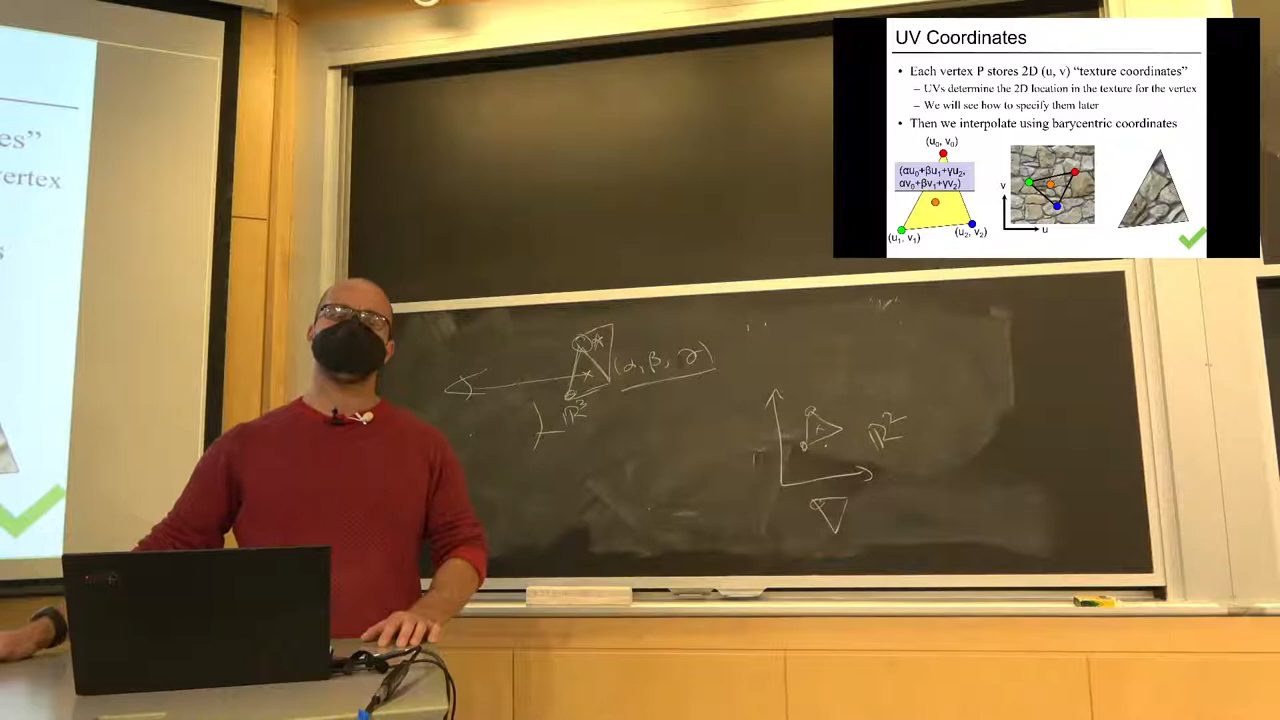 UV Coordinates
• Each vertex P stores 2D (u, v) “texture coordinates”
– UVs determine the 2D location in the texture for the vertex
– We will see how to specify them later
• Then we interpolate using barycentric coordinates
(u₀, v₀)
(αu₀+βu₁+γu₂,
αv₀+βv₁+γv₂)
(u₁, v₁)
(u₂, v₂)
v
u
es”
vertex
s
(α, β, γ)
ℝ³
ℝ²